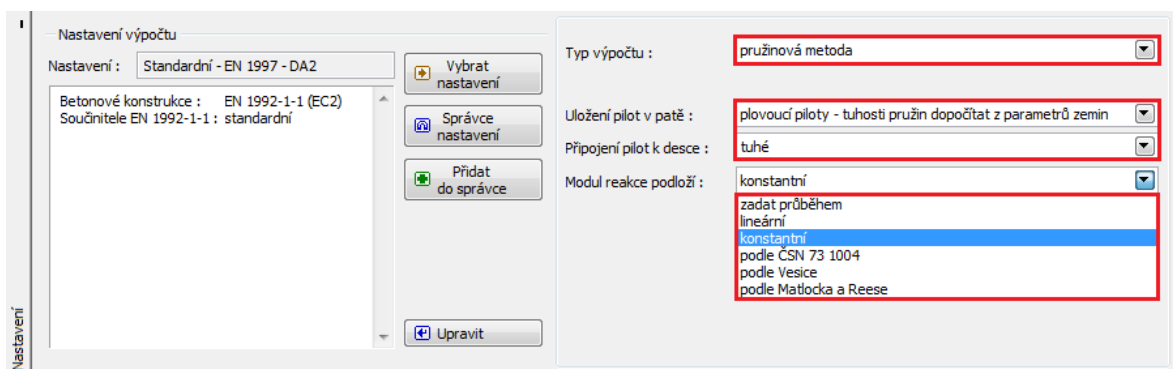 Nastavení výpočtu
Nastavení : Standardní - EN 1997 - DA2
Betonové konstrukce : EN 1992-1-1 (EC2)
Součinitele EN 1992-1-1 : standardní
Vybrat
nastavení
Správce
nastavení
Přidat
do správce
Upravit
Typ výpočtu : pružinová metoda
Uložení pilot v patě : plovoucí piloty - tuhosti pružin dopočítat z parametrů zemin
Připojení pilot k desce : tuhé
Modul reakce podloží : konstantní
zadat průběhem
lineární
konstantní
podle ČSN 73 1004
podle Vesice
podle Matlocka a Reese
Nastavení